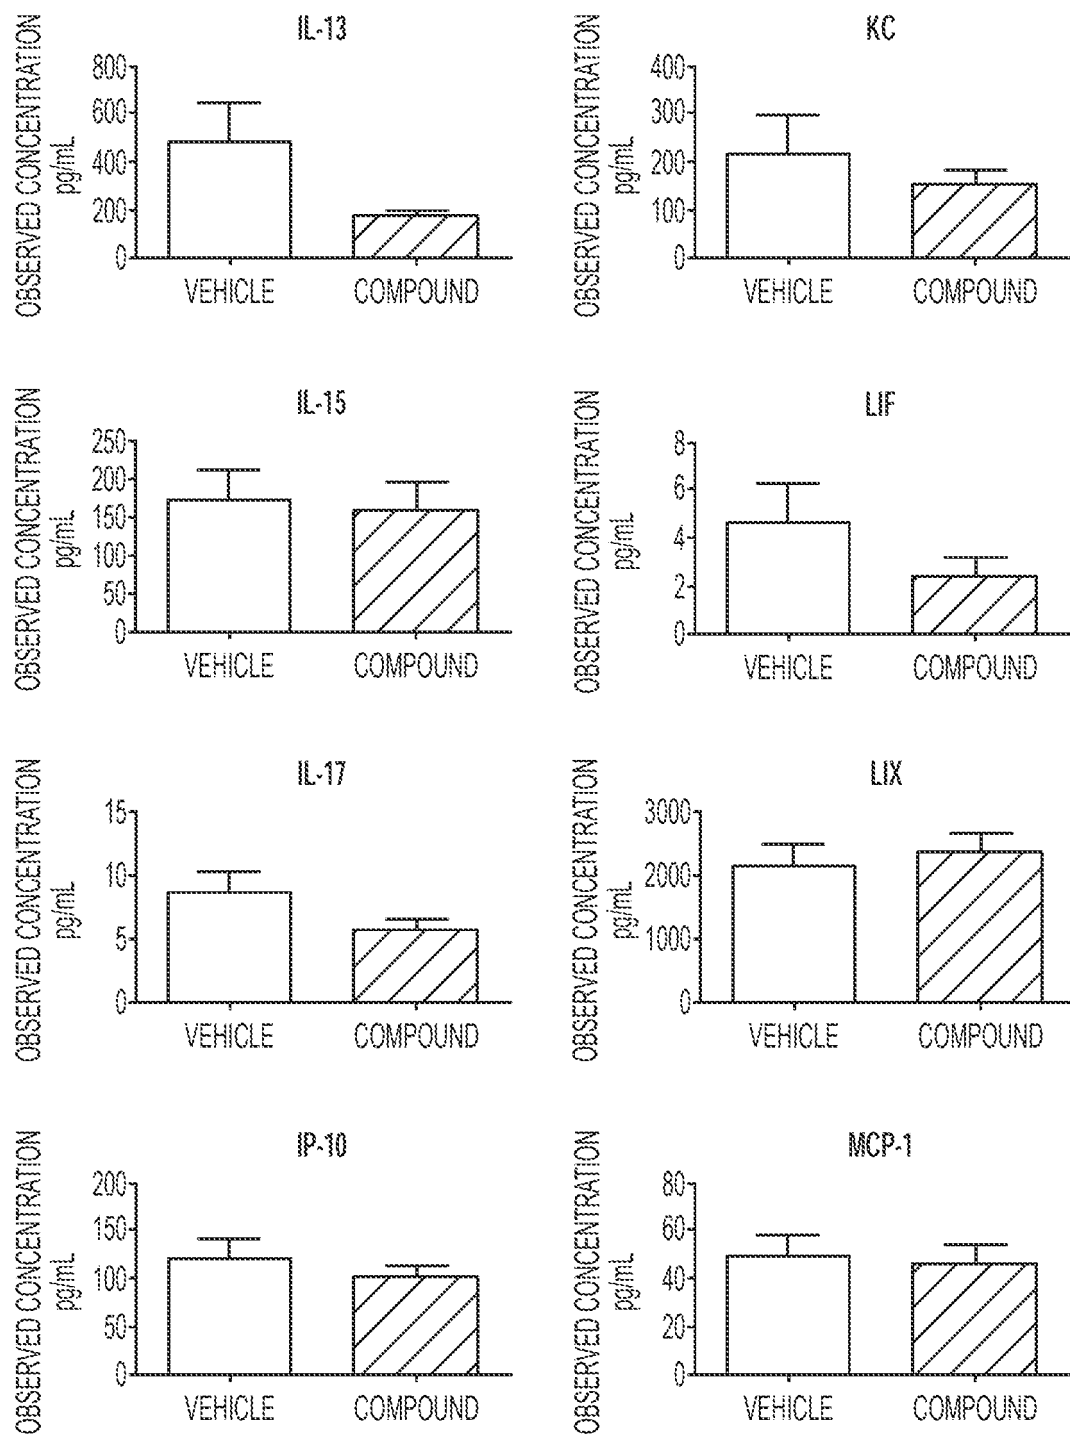 IL-13
OBSERVED CONCENTRATION
pg/mL
800
600
400
200
0
VEHICLE COMPOUND
KC
OBSERVED CONCENTRATION
pg/mL
400
300
200
100
0
VEHICLE COMPOUND
IL-15
OBSERVED CONCENTRATION
pg/mL
250
200
150
100
50
0
VEHICLE COMPOUND
LIF
OBSERVED CONCENTRATION
pg/mL
8
6
4
2
0
VEHICLE COMPOUND
IL-17
OBSERVED CONCENTRATION
pg/mL
15
10
5
0
VEHICLE COMPOUND
LIX
OBSERVED CONCENTRATION
pg/mL
3000
2000
1000
0
VEHICLE COMPOUND
IP-10
OBSERVED CONCENTRATION
pg/mL
200
150
100
50
0
VEHICLE COMPOUND
MCP-1
OBSERVED CONCENTRATION
pg/mL
80
60
40
20
0
VEHICLE COMPOUND